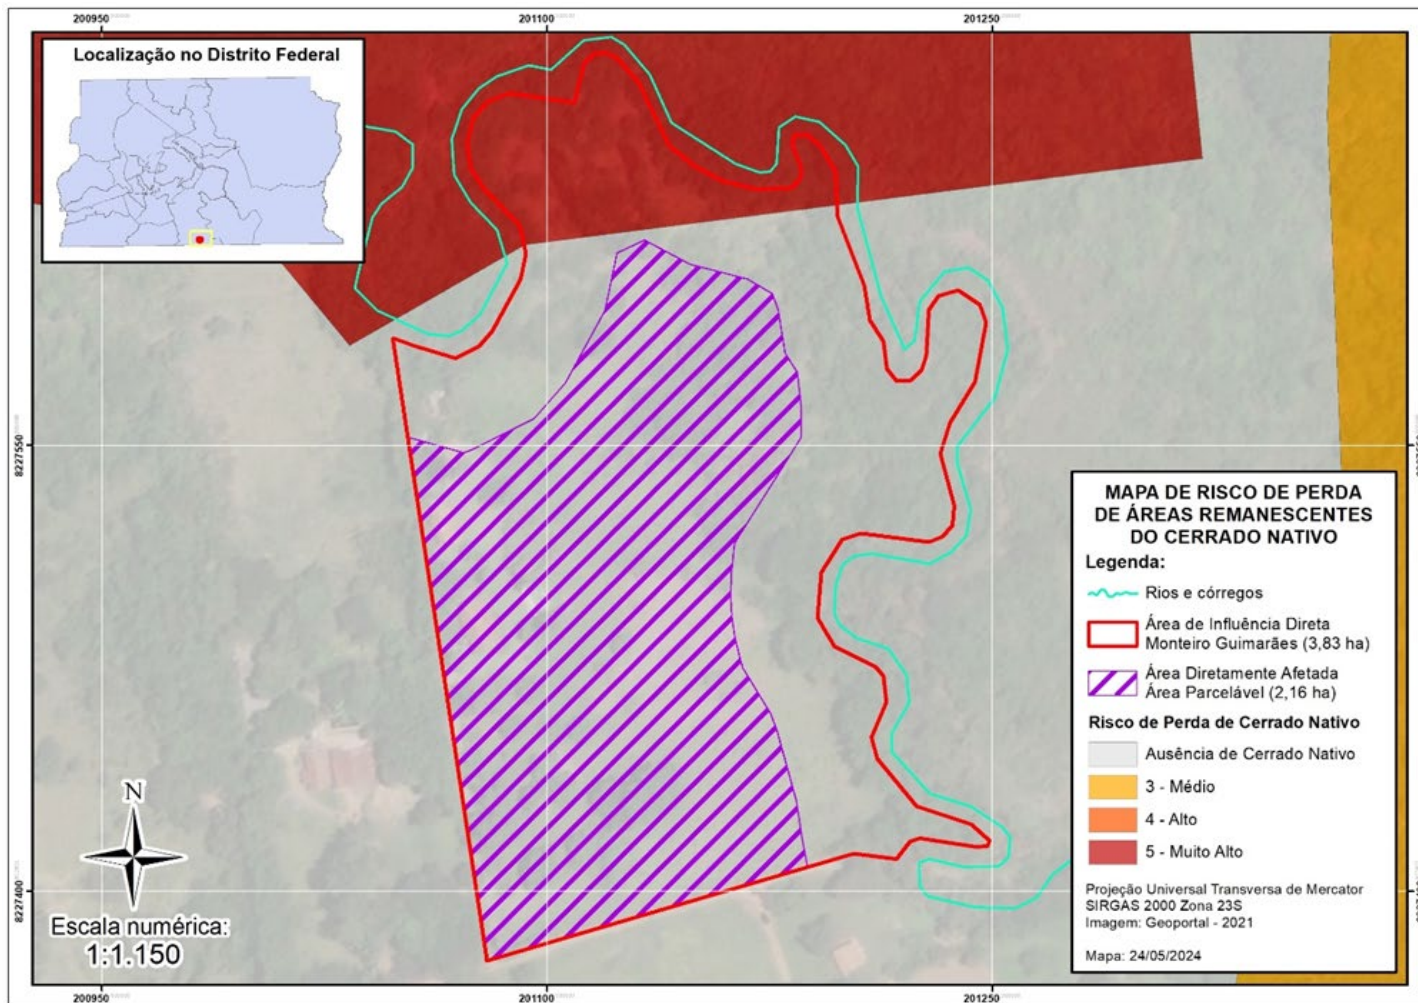 200950
201100
201250
Localização no Distrito Federal
8227550
8227400
MAPA DE RISCO DE PERDA
DE ÁREAS REMANESCENTES
DO CERRADO NATIVO
Legenda:
Rios e córregos
Área de Influência Direta
Monteiro Guimarães (3,83 ha)
Área Diretamente Afetada
Área Parcelável (2,16 ha)
Risco de Perda de Cerrado Nativo
Ausência de Cerrado Nativo
3 - Médio
4 - Alto
5 - Muito Alto
Projeção Universal Transversa de Mercator
SIRGAS 2000 Zona 23S
Imagem: Geoportal - 2021
Mapa: 24/05/2024
N
Escala numérica:
1:1.150
200950
201100
201250